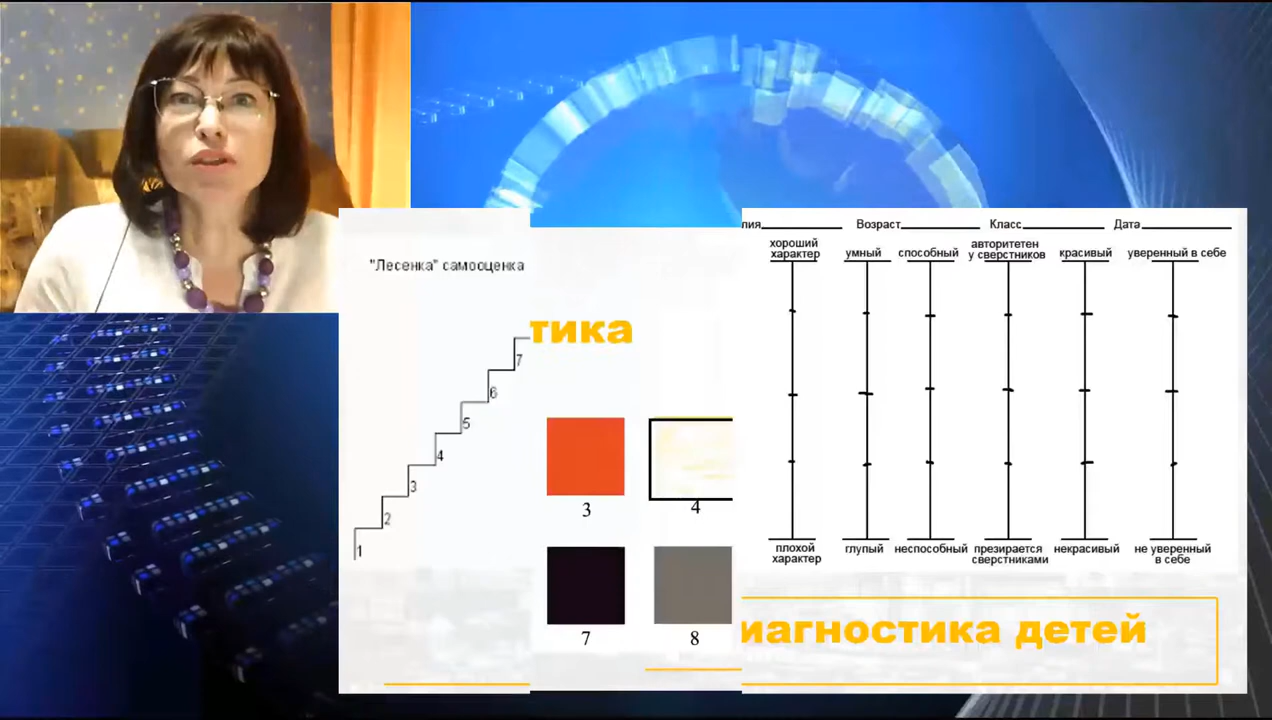 "Лесенка" самооценка
7
6
5
4
3
2
1
тика
3
4
7
8
Возраст
Класс
Дата
хороший
характер
умный
способный
авторитетен
у сверстников
красивый
уверенный в себе
плохой
характер
глупый
неспособный
презирается
сверстниками
некрасивый
не уверенный
в себе
иагностика детей